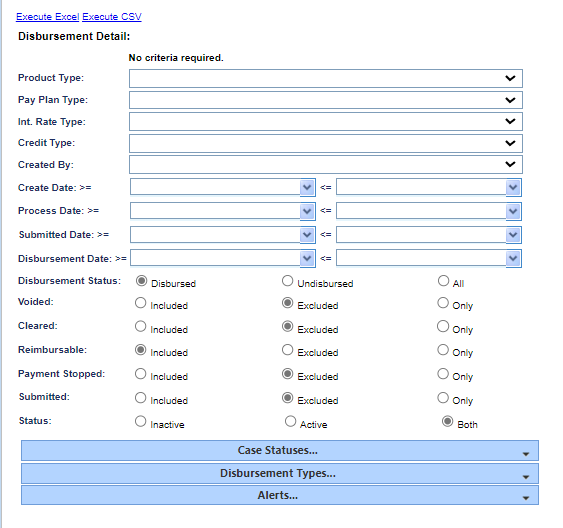 Execute Excel Execute CSV
Disbursement Detail:
No criteria required.
Product Type:
Pay Plan Type:
Int. Rate Type:
Credit Type:
Created By:
Create Date: >= <=
Process Date: >= <=
Submitted Date: >= <=
Disbursement Date: >= <=
Disbursement Status: Disbursed Undisbursed All
Voided: Included Excluded Only
Cleared: Included Excluded Only
Reimbursable: Included Excluded Only
Payment Stopped: Included Excluded Only
Submitted: Included Excluded Only
Status: Inactive Active Both
Case Statuses...
Disbursement Types...
Alerts...